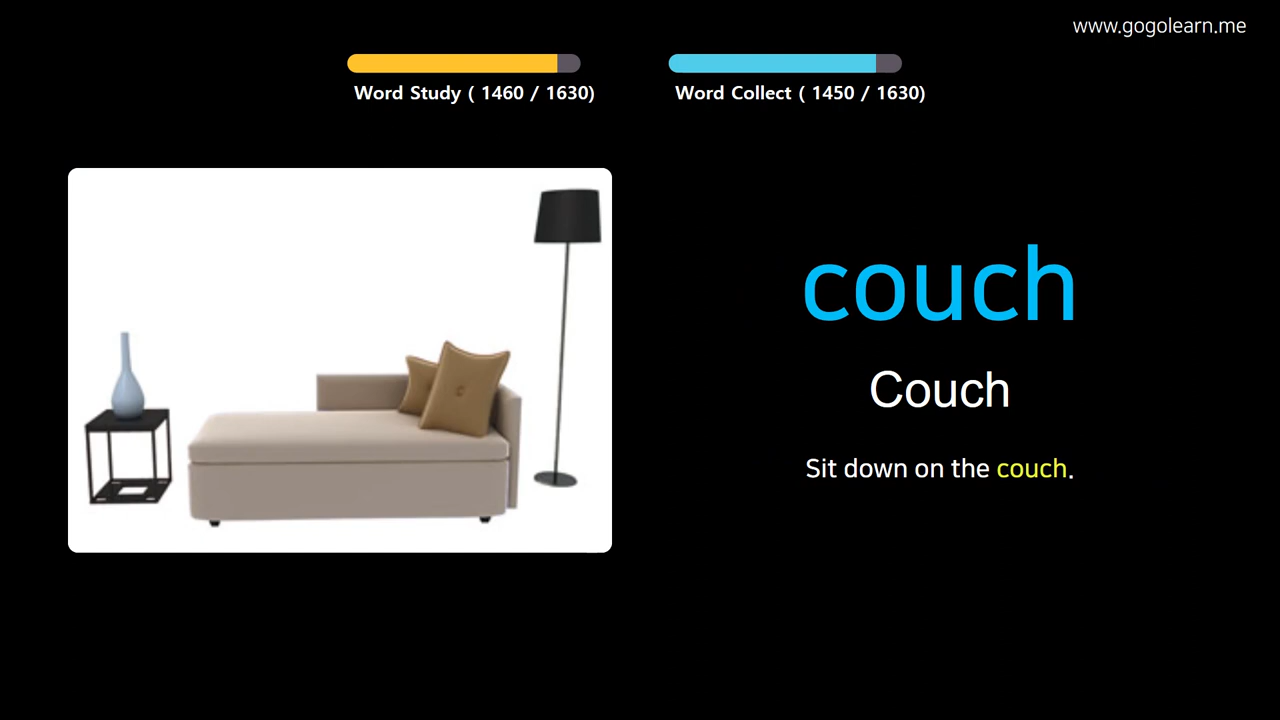 www.gogolearn.me
Word Study ( 1460 / 1630)
Word Collect ( 1450 / 1630)
couch
Couch
Sit down on the couch.